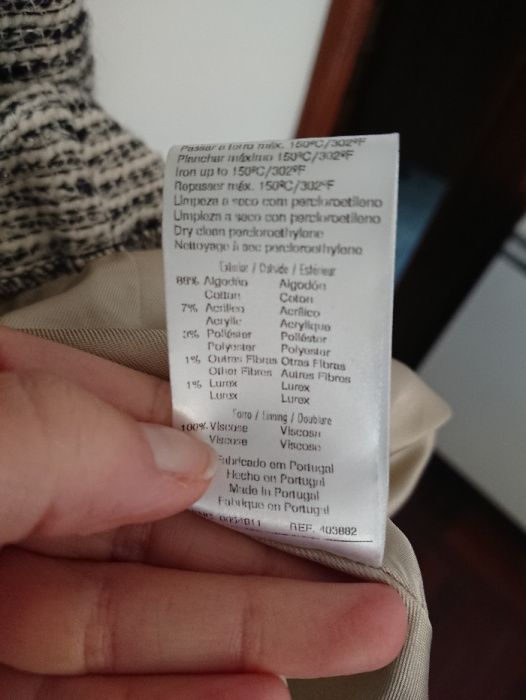 Passar a ferro máx. 150ºC/302ºF
Planchar máximo 150ºC/302ºF
Iron up to 150ºC/302ºF
Repasser máx. 150ºC/302ºF
Limpeza a seco com percloroetileno
Limpieza a seco con percloroetileno
Dry clean perchloroethylene
Nettoyage à sec perchloroethylene
Exterior / Outside / Extérieur
88% Algodão Algodón
Cotton Coton
7% Acrílico Acrílico
Acrylic Acrylique
3% Poliéster Poliéster
Polyester Polyester
1% Outras Fibras Otras Fibras
Other Fibres Autres Fibres
1% Lurex Lurex
Lurex Lurex
Forro / Lining / Doublure
100% Viscose Viscosa
Viscose Viscose
Fabricado em Portugal
Hecho en Portugal
Made In Portugal
Fabriqué en Portugal
REF. 403882